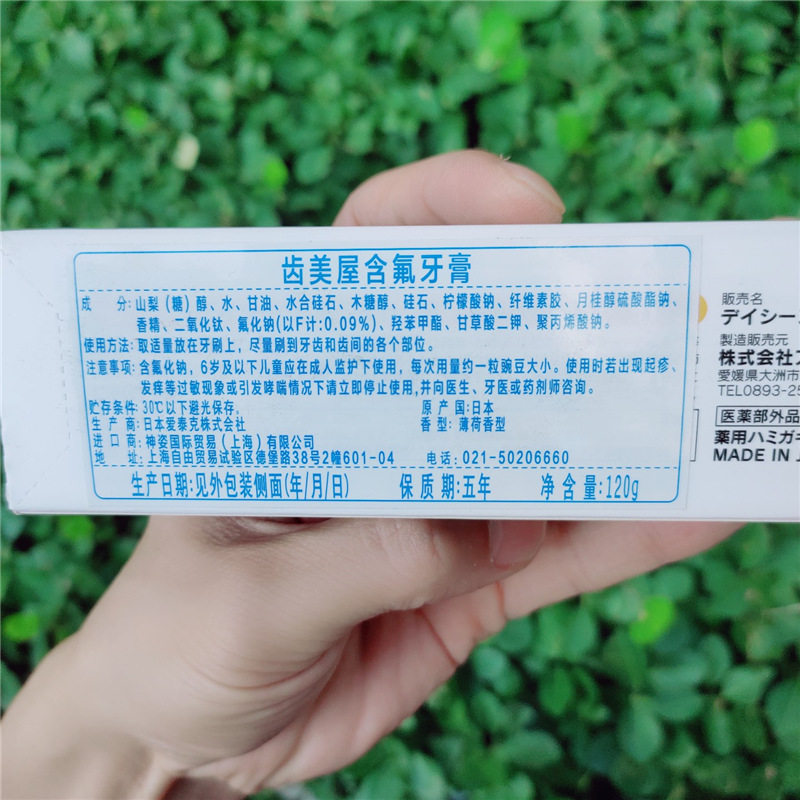 齿美屋含氟牙膏
成 分:山梨（糖）醇、水、甘油、水合硅石、木糖醇、硅石、柠檬酸钠、纤维素胶、月桂醇硫酸酯钠、
香精、二氧化钛、氟化钠(以F计:0.09%)、羟苯甲酯、甘草酸二钾、聚丙烯酸钠。
使用方法:取适量放在牙刷上，尽量刷到牙齿和齿间的各个部位。
注意事项:含氟化钠，6岁及以下儿童应在成人监护下使用，每次用量约一粒豌豆大小。使用时若出现起疹、
发痒等过敏现象或引发哮喘情况下请立即停止使用,并向医生、牙医或药剂师咨询。
贮存条件:30℃以下避光保存。 原 产 国:日本
生 产 商:日本爱泰克株式会社 香型: 薄荷香型
进 口 商:神姿国际贸易（上海）有限公司
地 址:上海自由贸易试验区德堡路38号2幢601-04 电话:021-50206660
生产日期:见外包装侧面(年/月/日) 保 质 期:五年 净 含 量:120g
販売名
デイシー
製造販売元
株式会社
愛媛県大洲市
TEL0893-25
医薬部外品
薬用ハミガキ
MADE IN